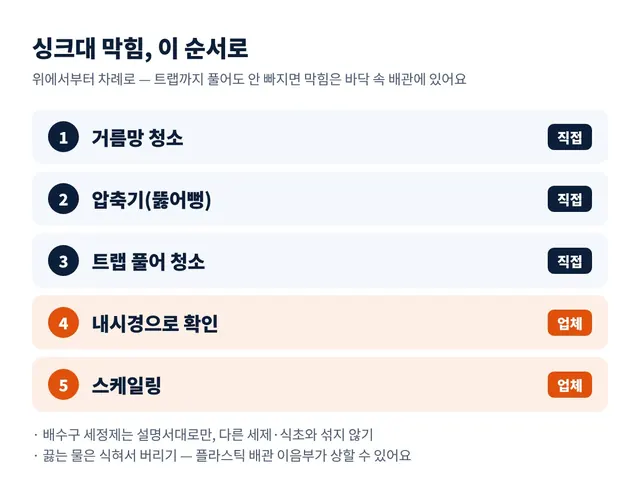 싱크대 막힘, 이 순서로
위에서부터 차례로 — 트랩까지 풀어도 안 빠지면 막힘은 바닥 속 배관에 있어요
1 거름망 청소 직접
2 압축기(뚫어뻥) 직접
3 트랩 풀어 청소 직접
4 내시경으로 확인 업체
5 스케일링 업체
· 배수구 세정제는 설명서대로만, 다른 세제·식초와 섞지 않기
· 끓는 물은 식혀서 버리기 — 플라스틱 배관 이음부가 상할 수 있어요